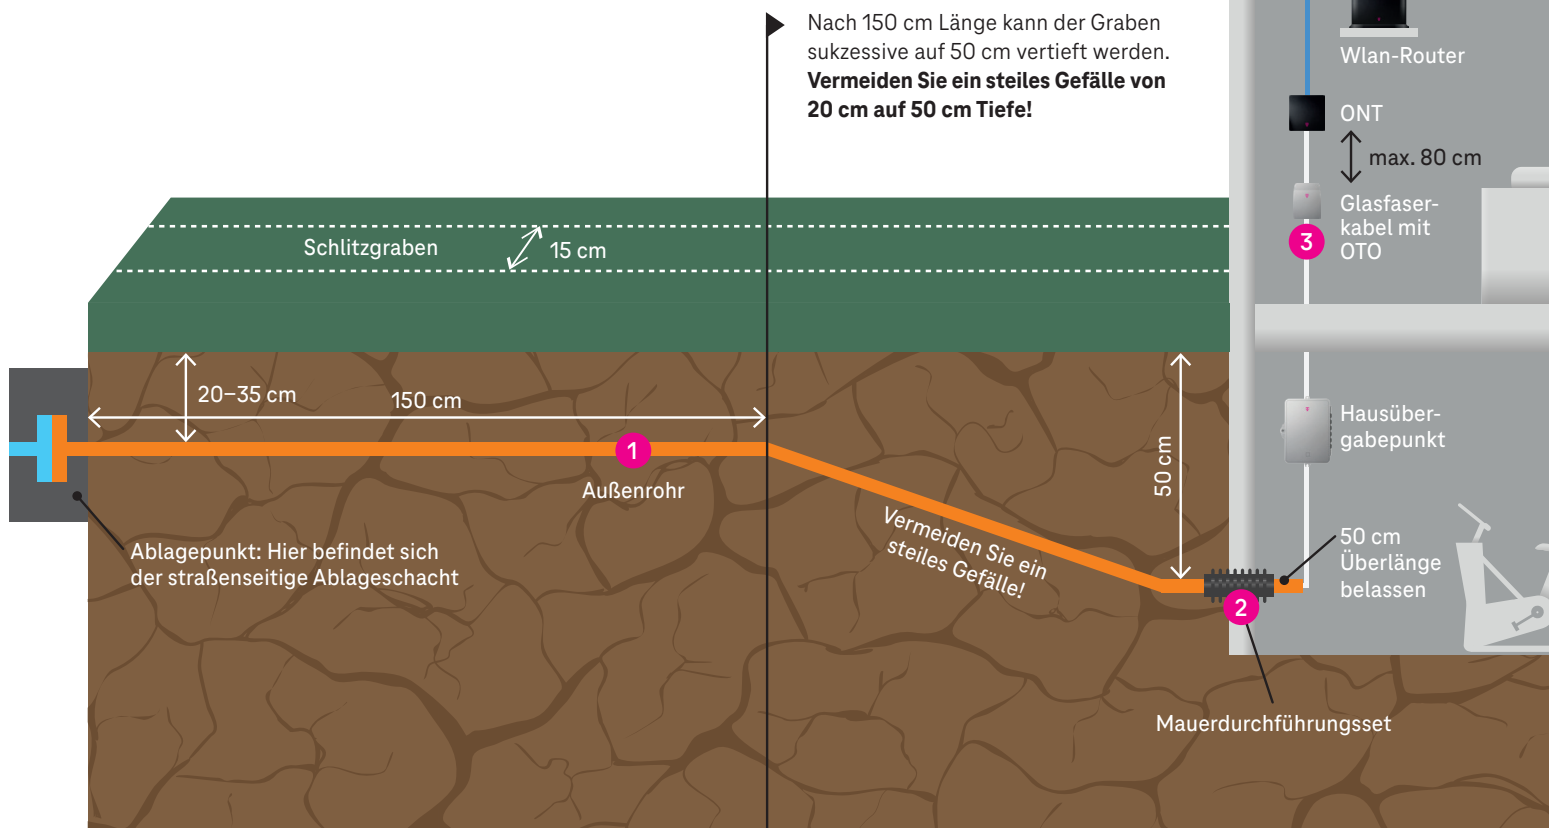 Nach 150 cm Länge kann der Graben
sukzessive auf 50 cm vertieft werden.
Vermeiden Sie ein steiles Gefälle von
20 cm auf 50 cm Tiefe!
Wlan-Router
ONT
max. 80 cm
Glasfaser-
kabel mit
OTO
3
Schlitzgraben
15 cm
20–35 cm
150 cm
1
Außenrohr
Ablagepunkt: Hier befindet sich
der straßenseitige Ablageschacht
Vermeiden Sie ein
steiles Gefälle!
50 cm
Hausüber-
gabepunkt
50 cm
Überlänge
belassen
2
Mauerdurchführungsset